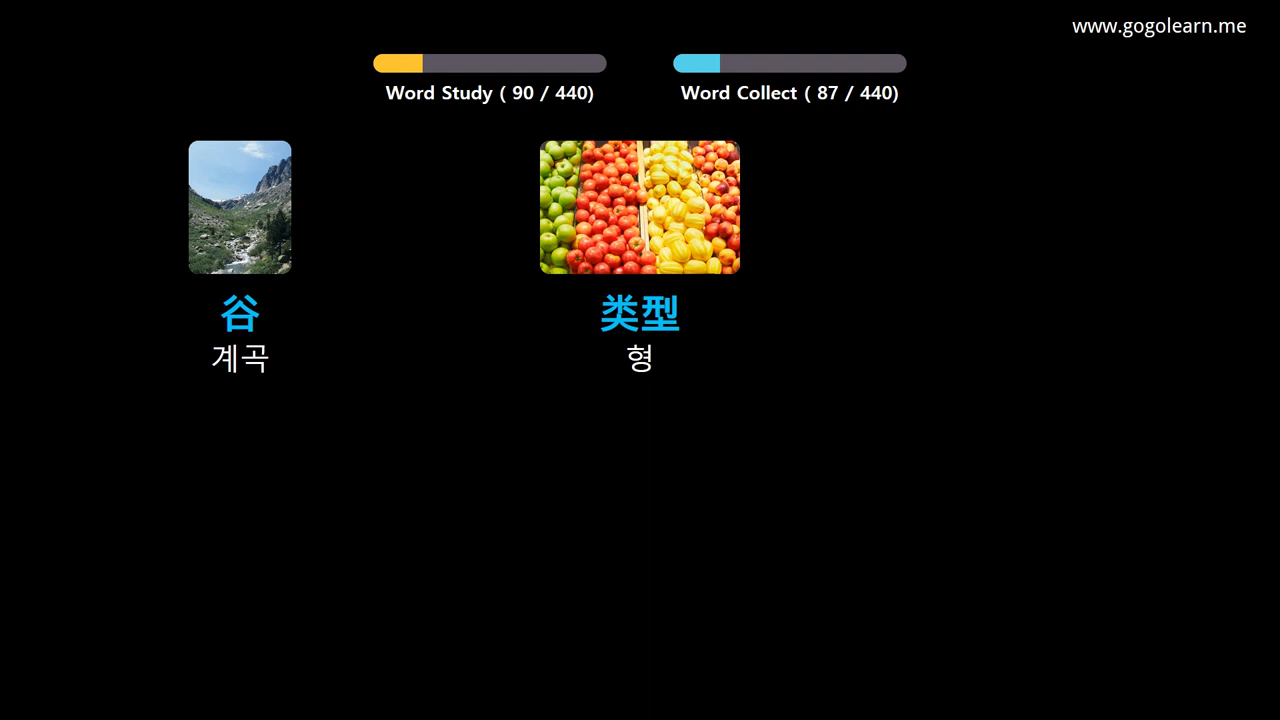 www.gogolearn.me
Word Study ( 90 / 440)
Word Collect ( 87 / 440)
谷
계곡
类型
형